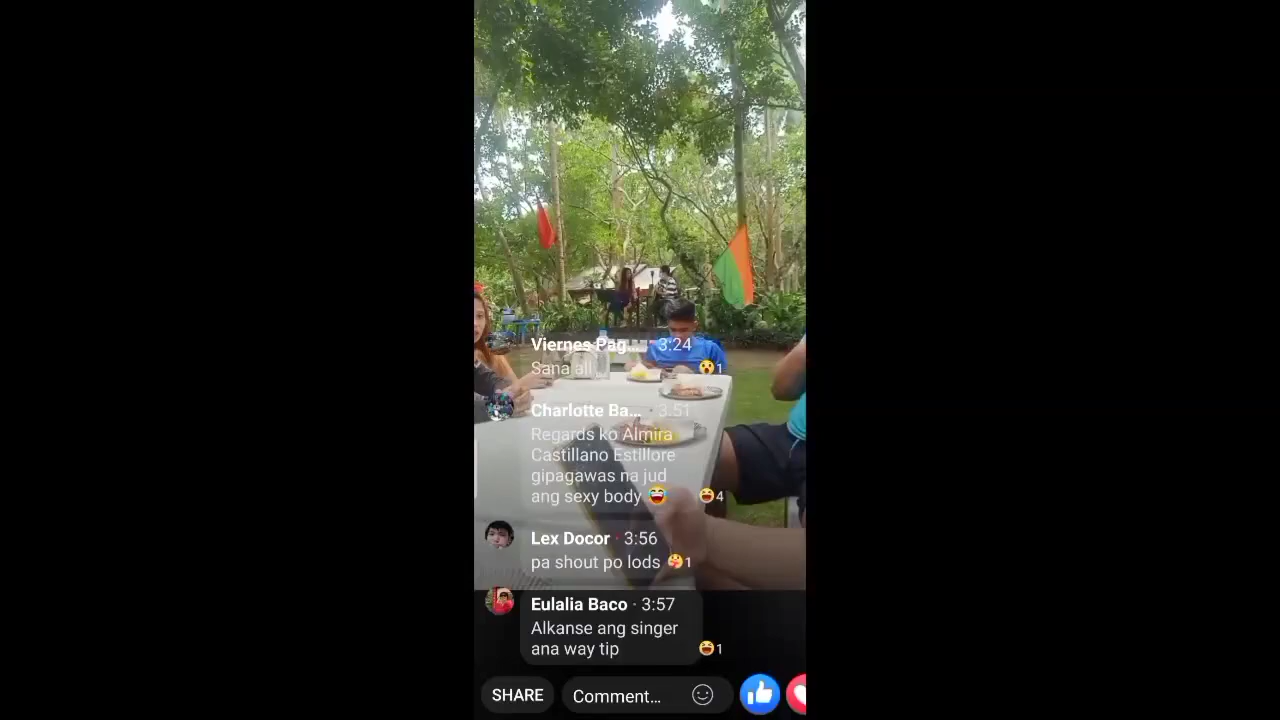 Viernes Pag... · 3:24
Sana all
1
Charlotte Ba... · 3:51
Regards ko Almira
Castillano Estillore
gipagawas na jud
ang sexy body 😅
4
Lex Docor · 3:56
pa shout po lods
1
Eulalia Baco · 3:57
Alkanse ang singer
ana way tip
1
SHARE
Comment...